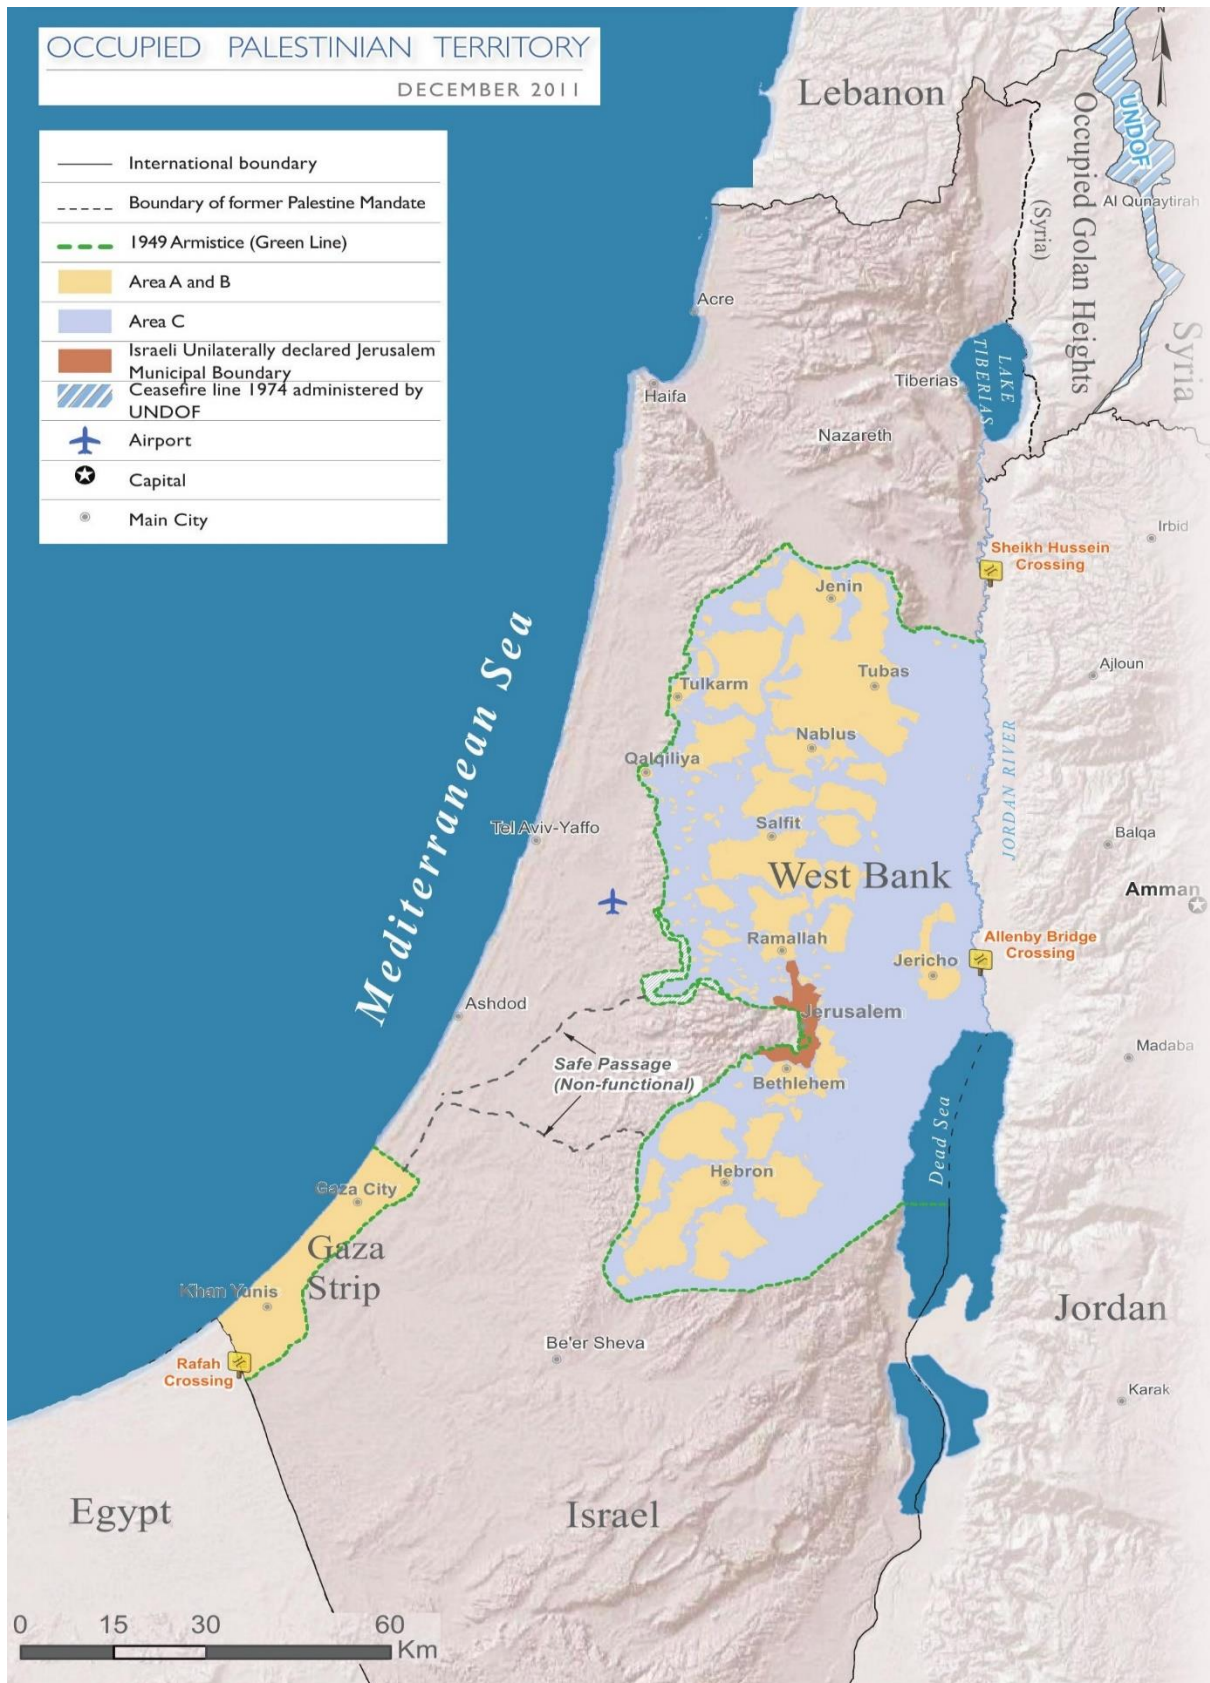 OCCUPIED PALESTINIAN TERRITORY
DECEMBER 2011
International boundary
Boundary of former Palestine Mandate
1949 Armistice (Green Line)
Area A and B
Area C
Israeli Unilaterally declared Jerusalem
Municipal Boundary
Ceasefire line 1974 administered by
UNDOF
Airport
Capital
Main City
N
Lebanon
UNDOF
Occupied Golan Heights
(Syria)
Al Qunaytirah
Syria
Acre
Haifa
Tiberias
LAKE
TIBERIAS
Nazareth
Irbid
Sheikh Hussein
Crossing
Jenin
Ajloun
Tubas
Tulkarm
Mediterranean Sea
Nablus
JORDAN RIVER
Qalqiliya
Tel Aviv-Yaffo
Salfit
Balqa
West Bank
Amman
Ramallah
Allenby Bridge
Crossing
Jericho
Ashdod
Jerusalem
Madaba
Safe Passage
(Non-functional)
Bethlehem
Dead Sea
Hebron
Gaza City
Gaza
Strip
Khan Yunis
Jordan
Be'er Sheva
Rafah
Crossing
Karak
Egypt
Israel
0 15 30 60
Km